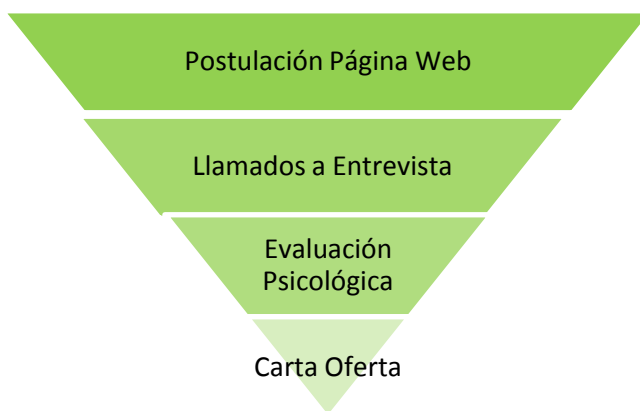 Postulación Página Web
Llamados a Entrevista
Evaluación
Psicológica
Carta Oferta